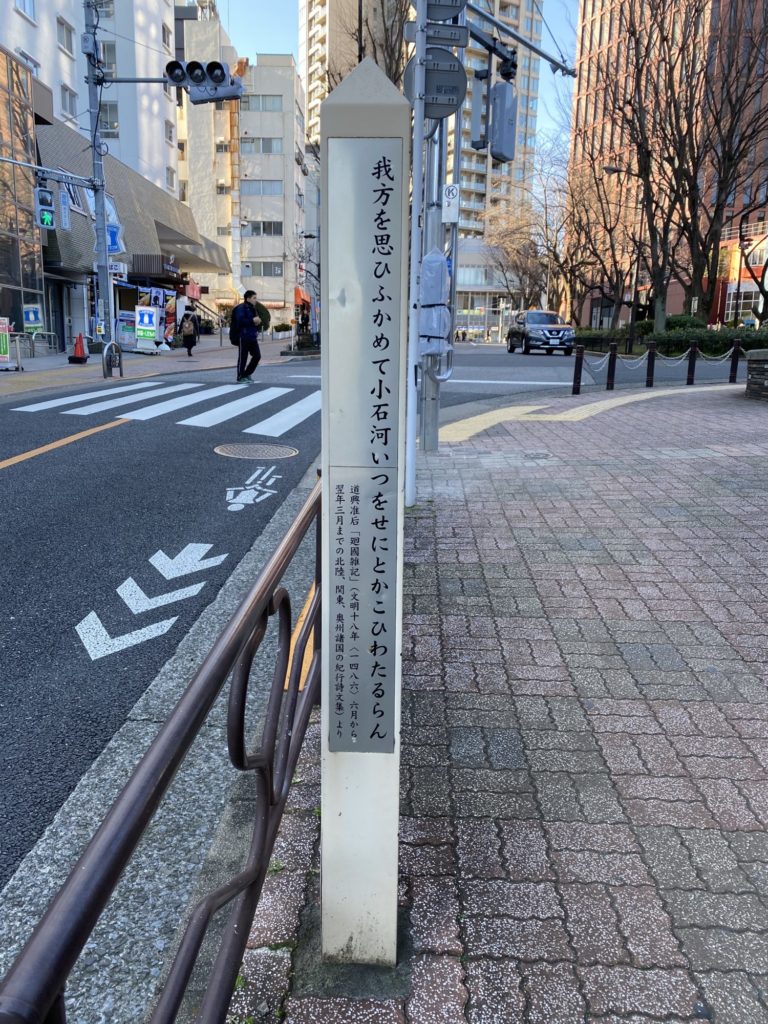 我方を思ひふかめて小石河いつをせにとかこひわたるらん
道興准后「廻國雑記」（文明十八年〈一四八六〉六月から
翌年三月までの北陸、関東、奥州諸国の紀行詩文集）より